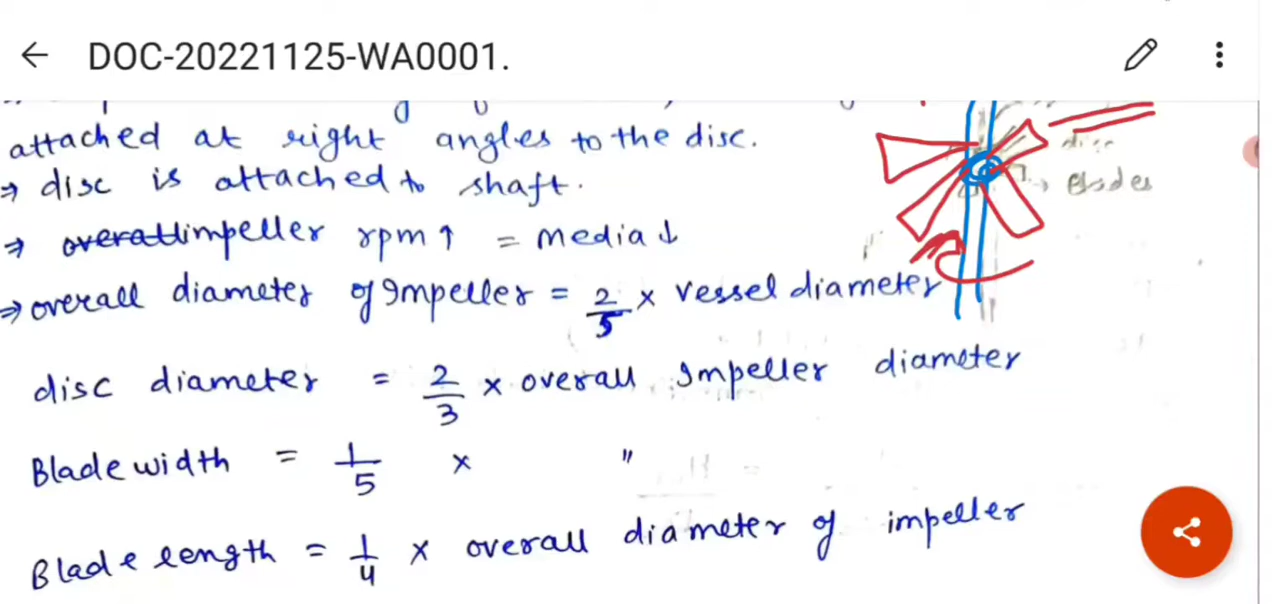 ← DOC-20221125-WA0001.
attached at right angles to the disc.
⇒ disc is attached to shaft.
⇒ overall impeller rpm ↑ = media ↓
⇒ overall diameter of Impeller = 2/5 × vessel diameter
disc
→ Blades
disc diameter = 2/3 × overall Impeller diameter
Blade width = 1/5 × "
Blade length = 1/4 × overall diameter of impeller